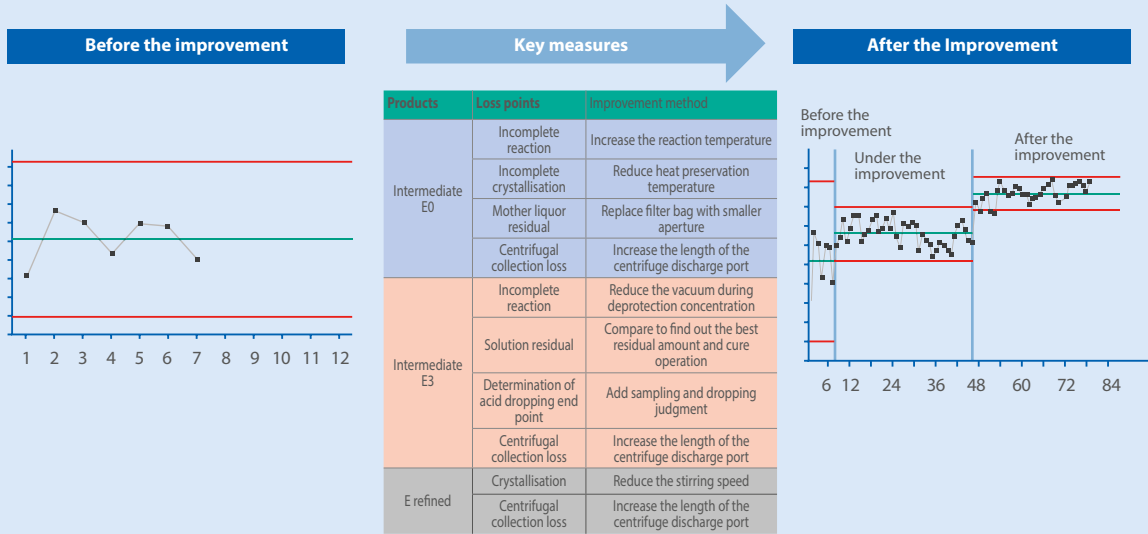 Before the improvement
Key measures
After the Improvement
1 2 3 4 5 6 7 8 9 10 11 12
Products Loss points Improvement method
Intermediate
E0
Incomplete
reaction
Increase the reaction temperature
Incomplete
crystallisation
Reduce heat preservation
temperature
Mother liquor
residual
Replace filter bag with smaller
aperture
Centrifugal
collection loss
Increase the length of the
centrifuge discharge port
Intermediate
E3
Incomplete
reaction
Reduce the vacuum during
deprotection concentration
Solution residual
Compare to find out the best
residual amount and cure
operation
Determination of
acid dropping end
point
Add sampling and dropping
judgment
Centrifugal
collection loss
Increase the length of the
centrifuge discharge port
E refined
Crystallisation
Reduce the stirring speed
Centrifugal
collection loss
Increase the length of the
centrifuge discharge port
Before the
improvement
Under the
improvement
After the
improvement
6 12 24 36 48 60 72 84